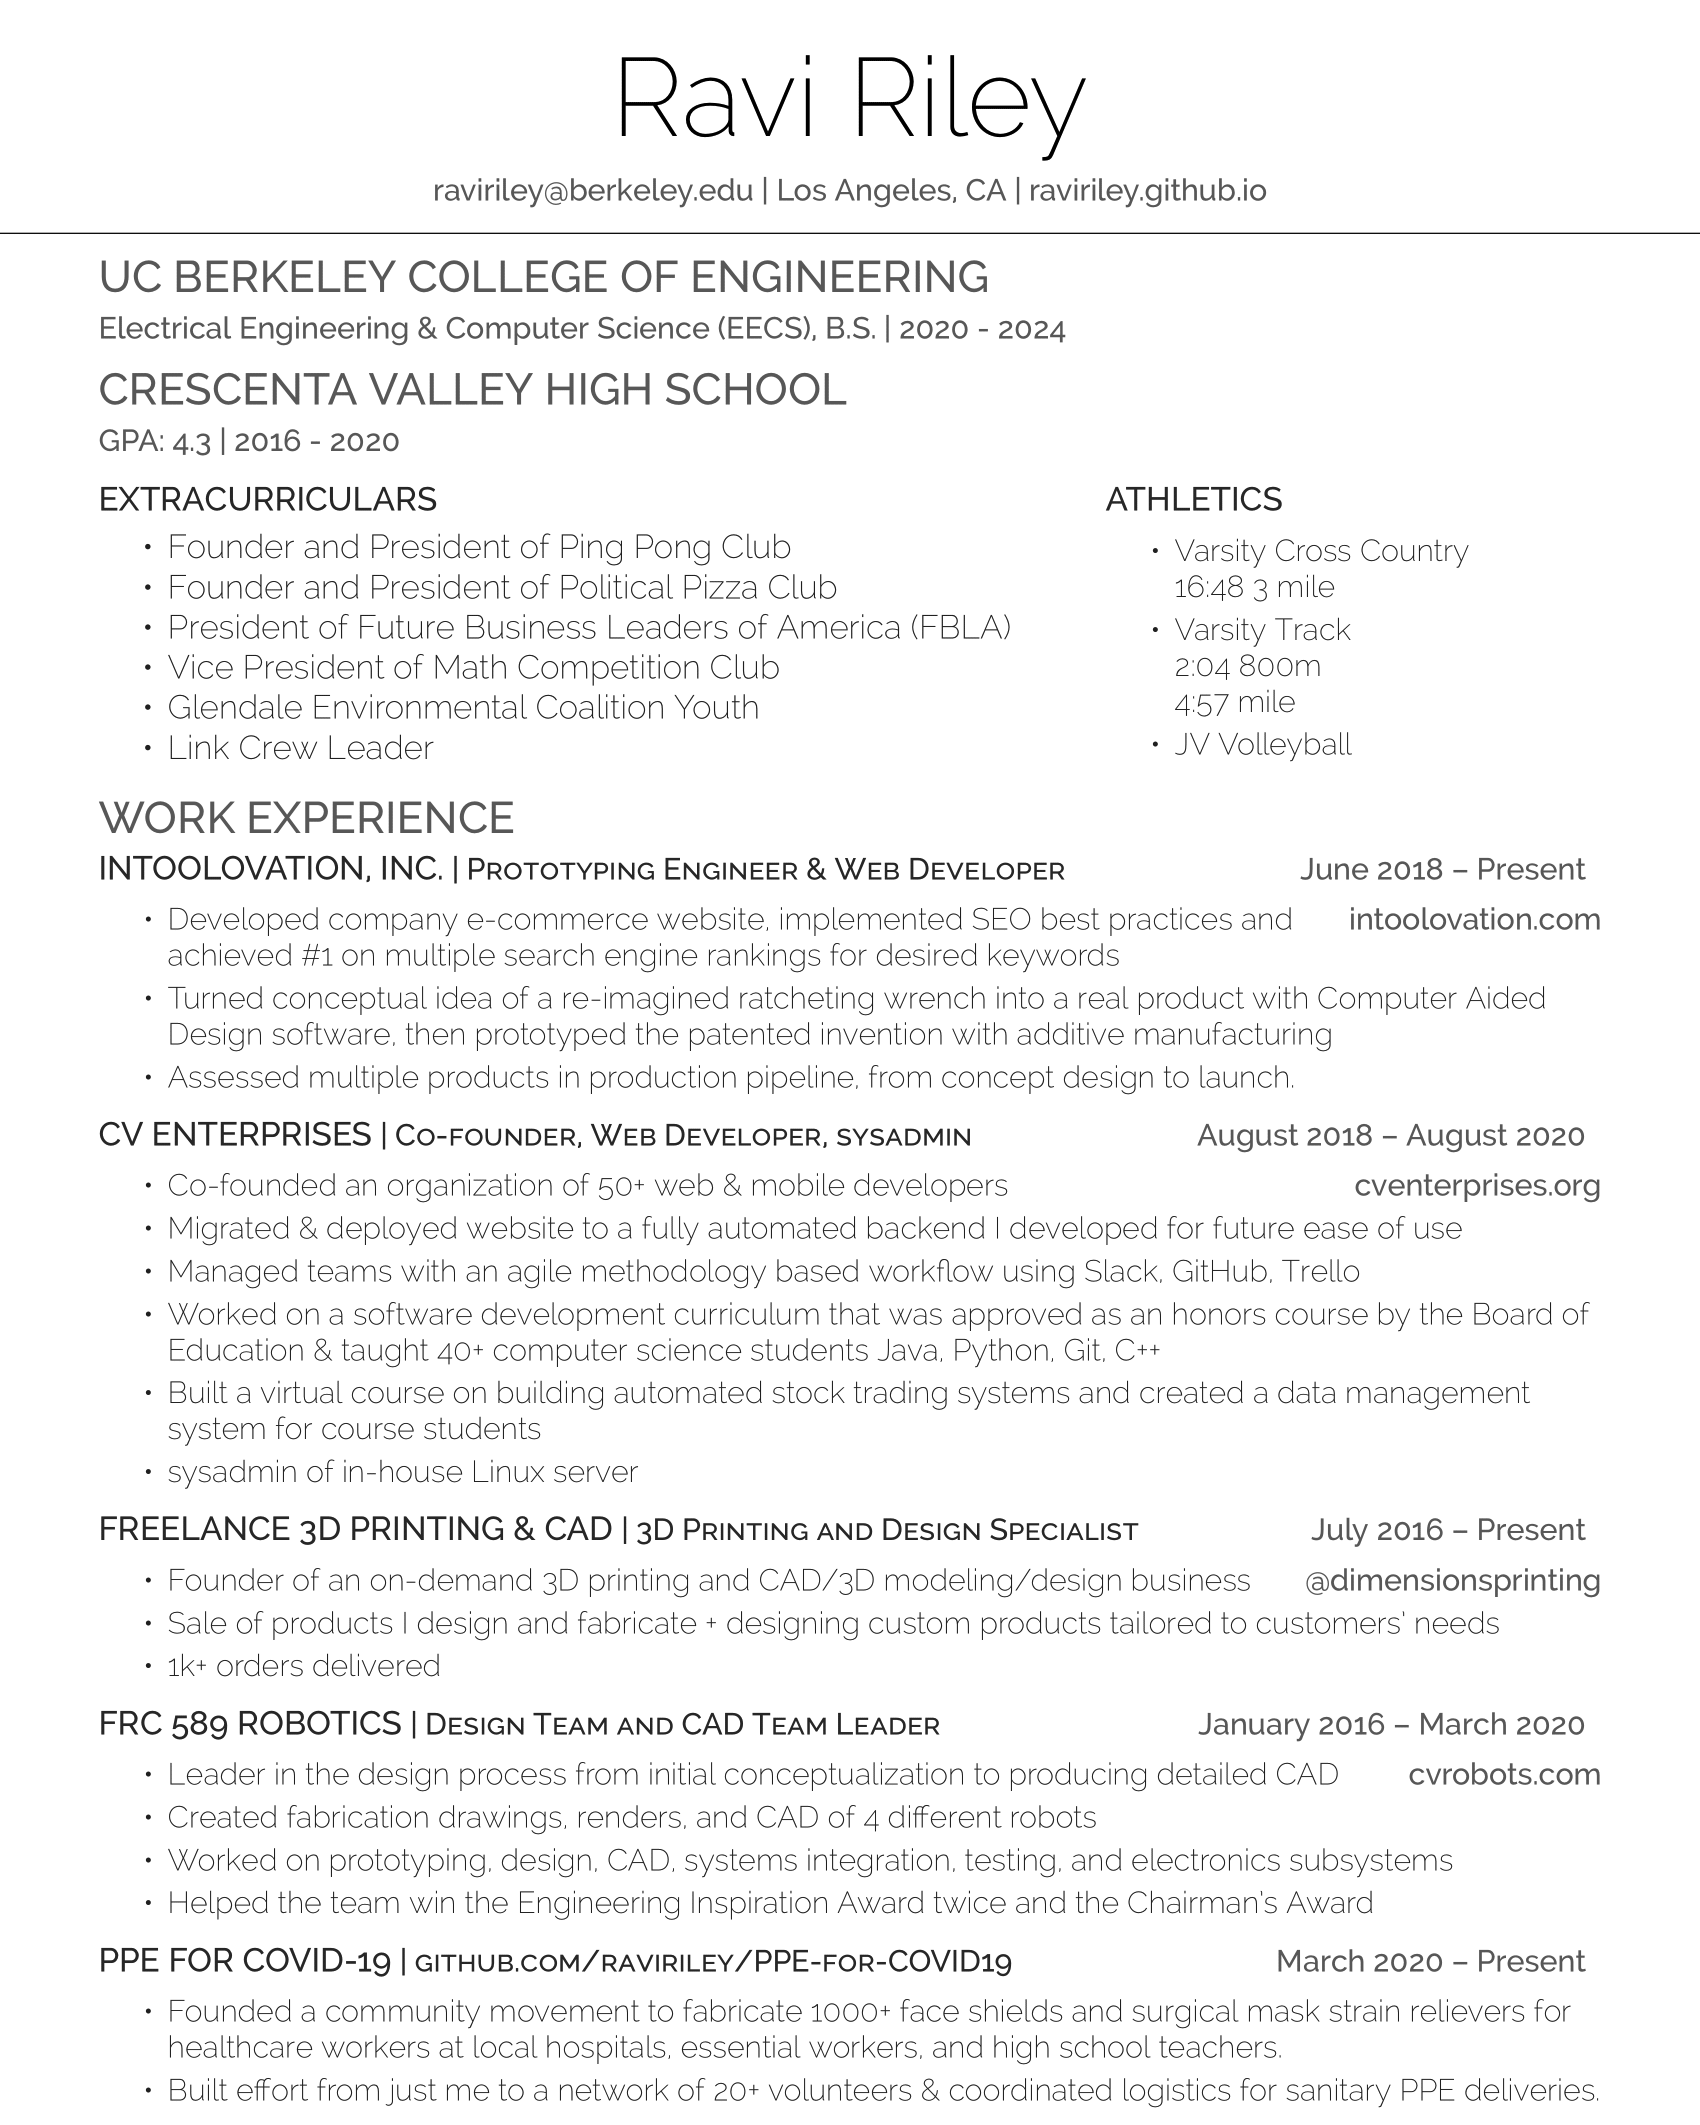 Ravi Riley
raviriley@berkeley.edu | Los Angeles, CA | raviriley.github.io
UC BERKELEY COLLEGE OF ENGINEERING
Electrical Engineering & Computer Science (EECS), B.S. | 2020 - 2024
CRESCENTA VALLEY HIGH SCHOOL
GPA: 4.3 | 2016 - 2020
EXTRACURRICULARS
• Founder and President of Ping Pong Club
• Founder and President of Political Pizza Club
• President of Future Business Leaders of America (FBLA)
• Vice President of Math Competition Club
• Glendale Environmental Coalition Youth
• Link Crew Leader
ATHLETICS
• Varsity Cross Country
16:48 3 mile
• Varsity Track
2:04 800m
4:57 mile
• JV Volleyball
WORK EXPERIENCE
INTOOLOVATION, INC. | Prototyping Engineer & Web Developer June 2018 – Present
• Developed company e-commerce website, implemented SEO best practices and intoolovation.com
achieved #1 on multiple search engine rankings for desired keywords
• Turned conceptual idea of a re-imagined ratcheting wrench into a real product with Computer Aided
Design software, then prototyped the patented invention with additive manufacturing
• Assessed multiple products in production pipeline, from concept design to launch.
CV ENTERPRISES | Co-founder, Web Developer, sysadmin August 2018 – August 2020
• Co-founded an organization of 50+ web & mobile developers cventerprises.org
• Migrated & deployed website to a fully automated backend I developed for future ease of use
• Managed teams with an agile methodology based workflow using Slack, GitHub, Trello
• Worked on a software development curriculum that was approved as an honors course by the Board of
Education & taught 40+ computer science students Java, Python, Git, C++
• Built a virtual course on building automated stock trading systems and created a data management
system for course students
• sysadmin of in-house Linux server
FREELANCE 3D PRINTING & CAD | 3D Printing and Design Specialist July 2016 – Present
• Founder of an on-demand 3D printing and CAD/3D modeling/design business @dimensionsprinting
• Sale of products I design and fabricate + designing custom products tailored to customers' needs
• 1k+ orders delivered
FRC 589 ROBOTICS | Design Team and CAD Team Leader January 2016 – March 2020
• Leader in the design process from initial conceptualization to producing detailed CAD cvrobots.com
• Created fabrication drawings, renders, and CAD of 4 different robots
• Worked on prototyping, design, CAD, systems integration, testing, and electronics subsystems
• Helped the team win the Engineering Inspiration Award twice and the Chairman's Award
PPE FOR COVID-19 | github.com/raviriley/PPE-for-COVID19 March 2020 – Present
• Founded a community movement to fabricate 1000+ face shields and surgical mask strain relievers for
healthcare workers at local hospitals, essential workers, and high school teachers.
• Built effort from just me to a network of 20+ volunteers & coordinated logistics for sanitary PPE deliveries.